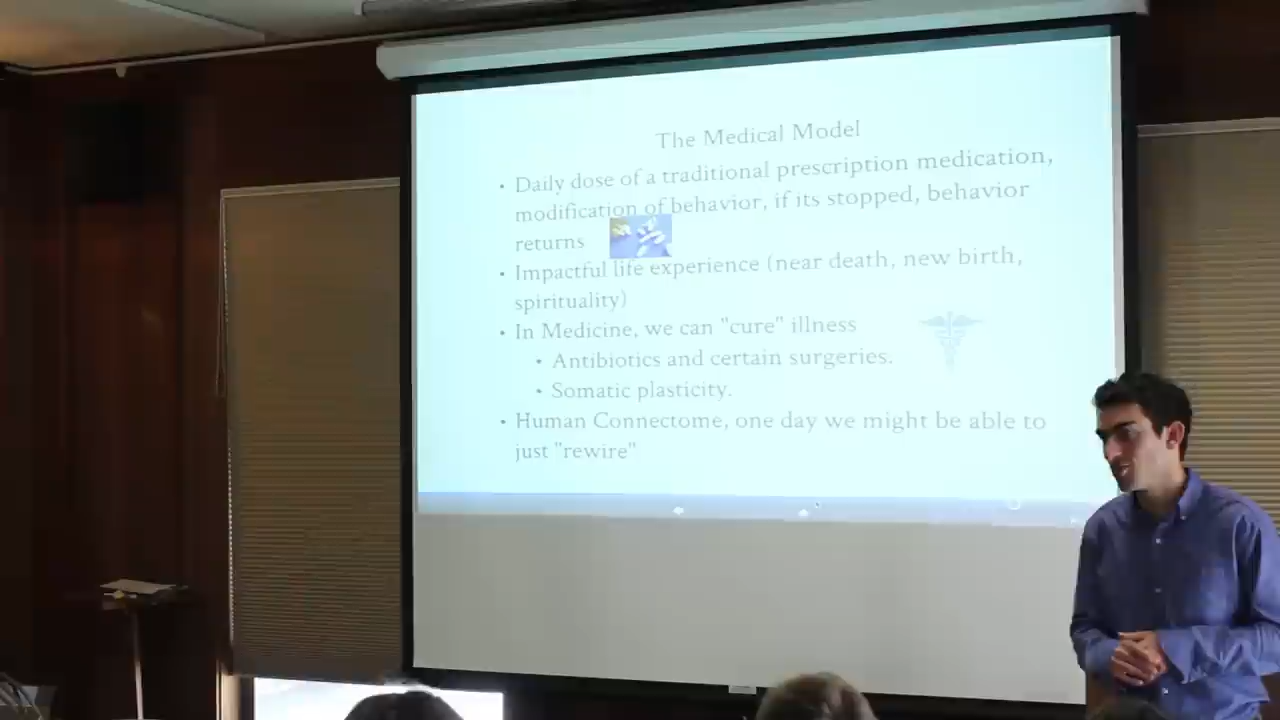 The Medical Model
• Daily dose of a traditional prescription medication,
modification of behavior, if its stopped, behavior
returns
• Impactful life experience (near death, new birth,
spirituality)
• In Medicine, we can "cure" illness
• Antibiotics and certain surgeries.
• Somatic plasticity.
• Human Connectome, one day we might be able to
just "rewire"